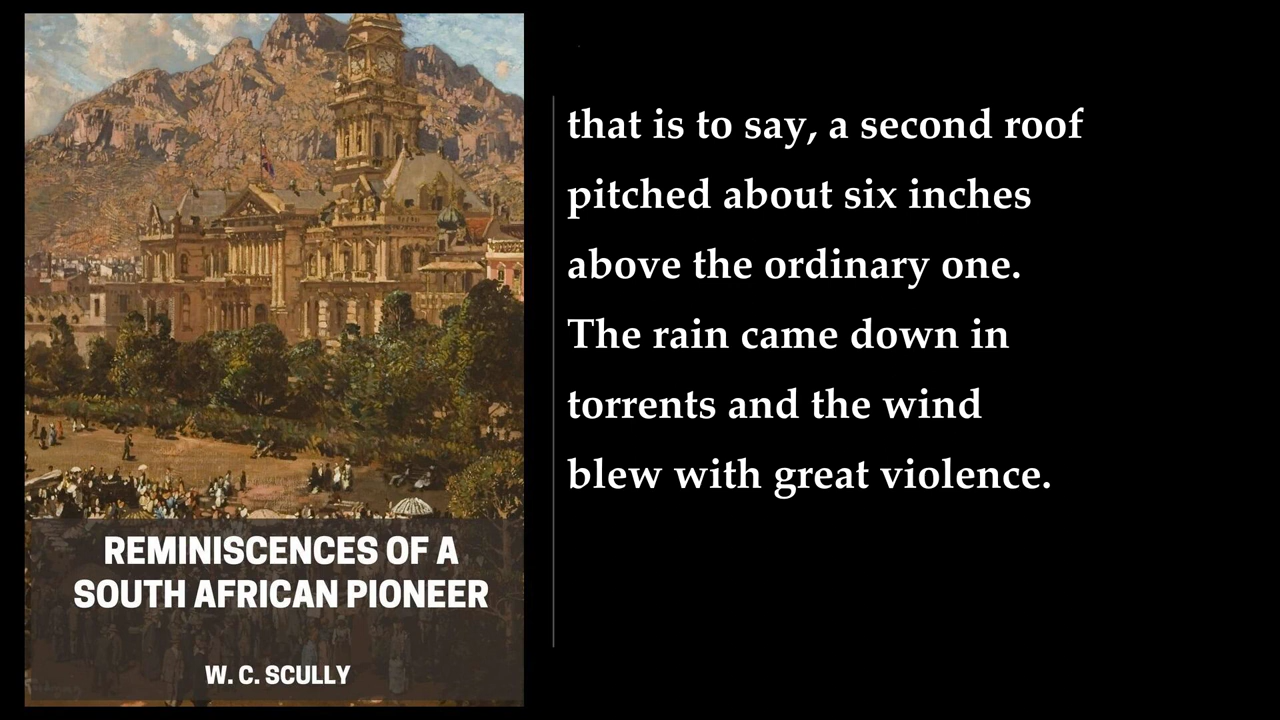 that is to say, a second roof
pitched about six inches
above the ordinary one.
The rain came down in
torrents and the wind
blew with great violence.
REMINISCENCES OF A
SOUTH AFRICAN PIONEER
W. C. SCULLY